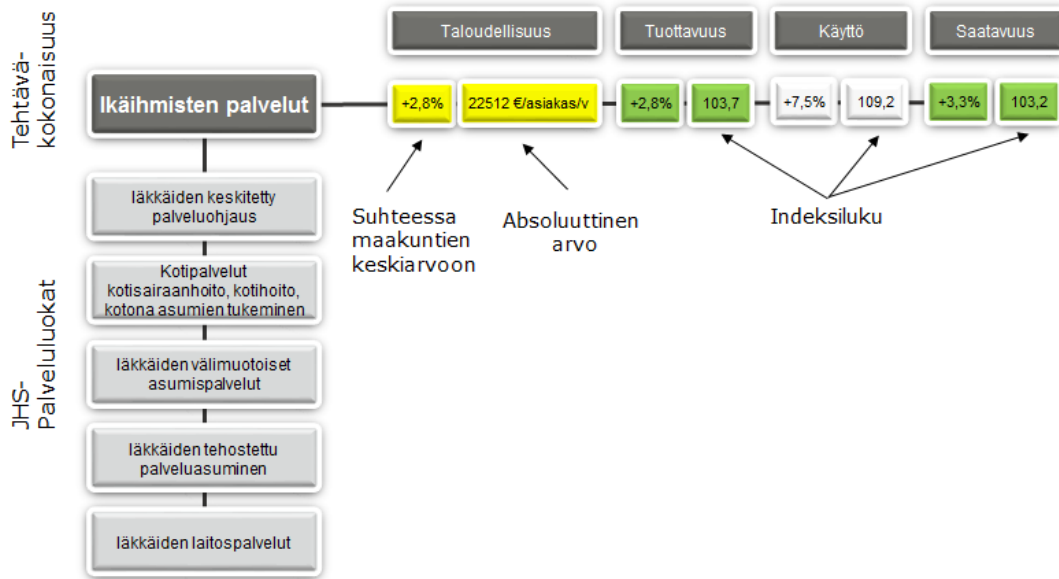 Taloudellisuus
Tuottavuus
Käyttö
Saatavuus
Tehtävä-
kokonaisuus
Ikäihmisten palvelut
+2,8%
22512 €/asiakas/v
+2,8%
103,7
+7,5%
109,2
+3,3%
103,2
Suhteessa
maakuntien
keskiarvoon
Absoluuttinen
arvo
Indeksiluku
JHS-
Palveluluokat
Iäkkäiden keskitetty
palveluohjaus
Kotipalvelut
kotisairaanhoito, kotihoito,
kotona asumien tukeminen
Iäkkäiden välimuotoiset
asumispalvelut
Iäkkäiden tehostettu
palveluasuminen
Iäkkäiden laitospalvelut